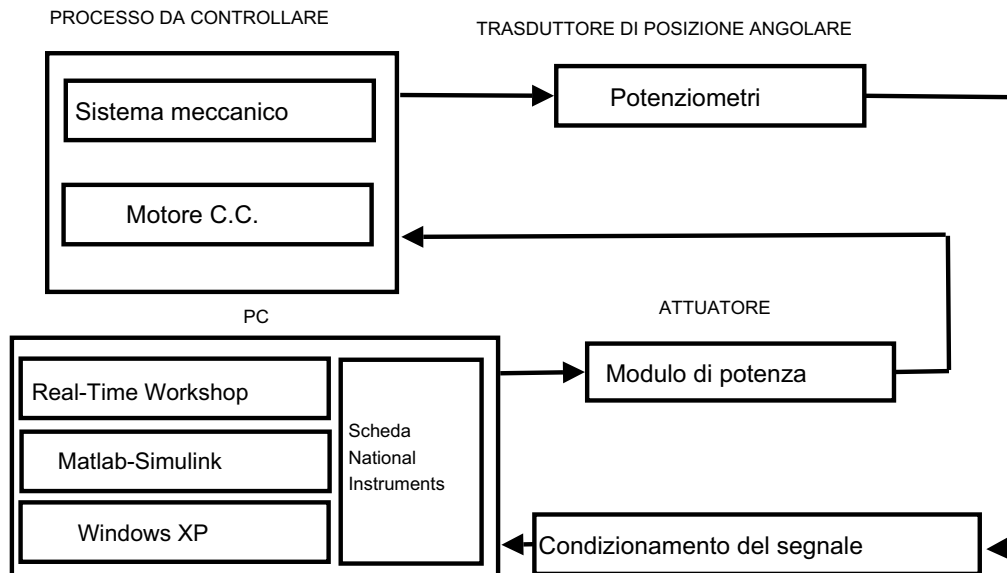 PROCESSO DA CONTROLLARE
TRASDUTTORE DI POSIZIONE ANGOLARE
Sistema meccanico
Potenziometri
Motore C.C.
PC
ATTUATORE
Real-Time Workshop
Modulo di potenza
Scheda
National
Instruments
Matlab-Simulink
Windows XP
Condizionamento del segnale